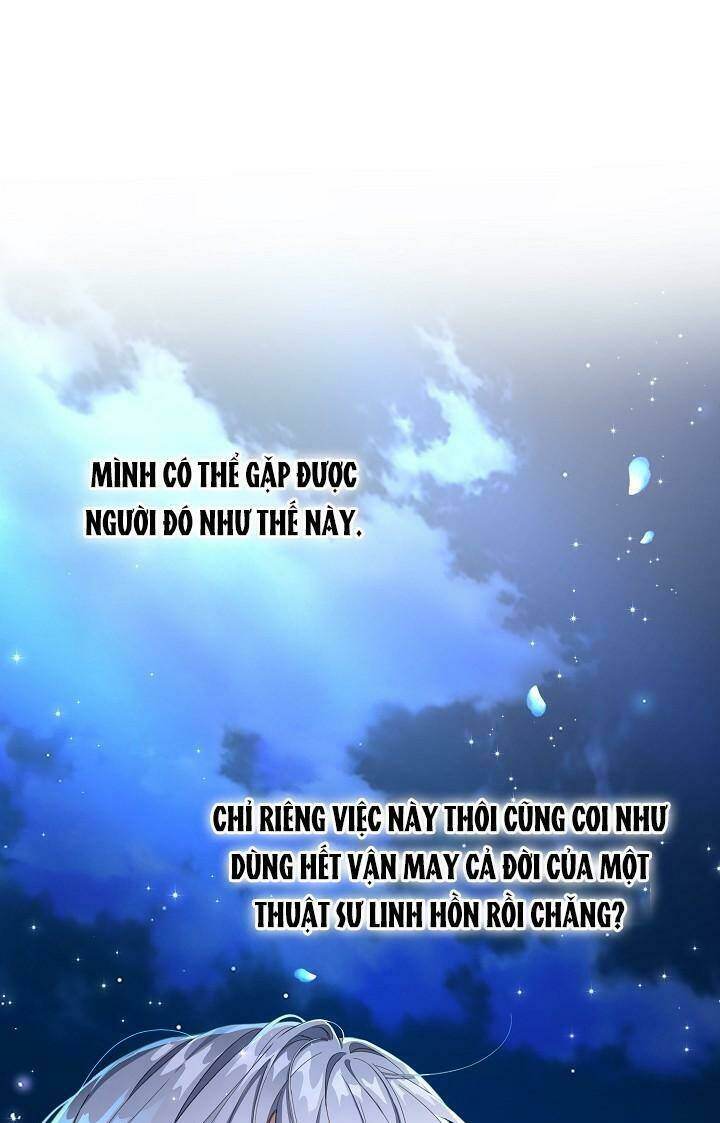 MÌNH CÓ THỂ GẶP ĐƯỢC
NGƯỜI ĐÓ NHƯ THẾ NÀY.
CHỈ RIÊNG VIỆC NÀY THÔI CŨNG COI NHƯ
DÙNG HẾT VẬN MAY CẢ ĐỜI CỦA MỘT
THUẬT SƯ LINH HỒN RỒI CHĂNG?